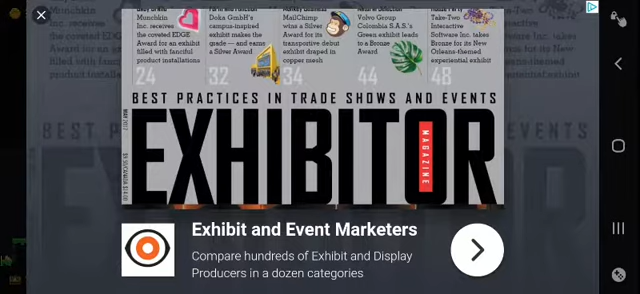 Munchkin
Inc. receives
the coveted EDGE
Award for an exhibit
filled with fanciful
product installations
24
Doka GmbH's
campus-inspired
exhibit makes the
grade — and earns
a Silver Award
32
MailChimp
wins a Silver
Award for its
transportive debut
exhibit draped in
copper mesh
34
Volvo Group
Colombia S.A.S.'s
Green exhibit leads
to a Bronze
Award
44
Take-Two
Interactive
Software Inc. takes
Bronze for its New
Orleans-themed
experiential exhibit
48
BEST PRACTICES IN TRADE SHOWS AND EVENTS
EXHIBITOR
MAGAZINE
Exhibit and Event Marketers
Compare hundreds of Exhibit and Display
Producers in a dozen categories